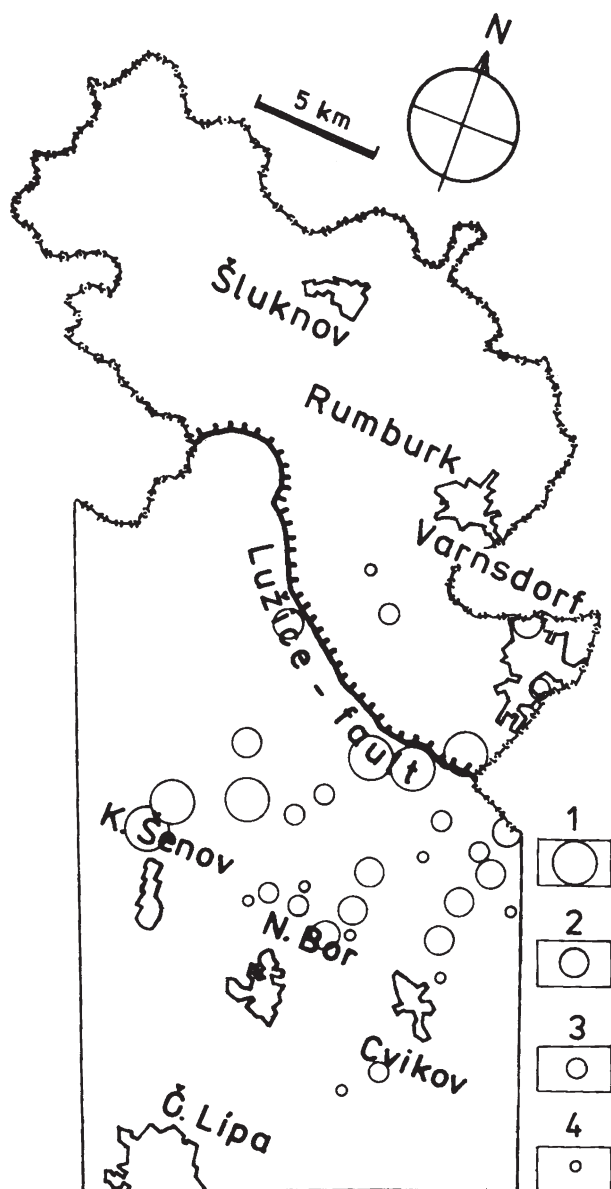 N
5 km
Šluknov
Rumburk
Varnsdorf
Lužice - fault
K. Šenov
N. Bor
Cvikov
Č. Lípa
1
2
3
4